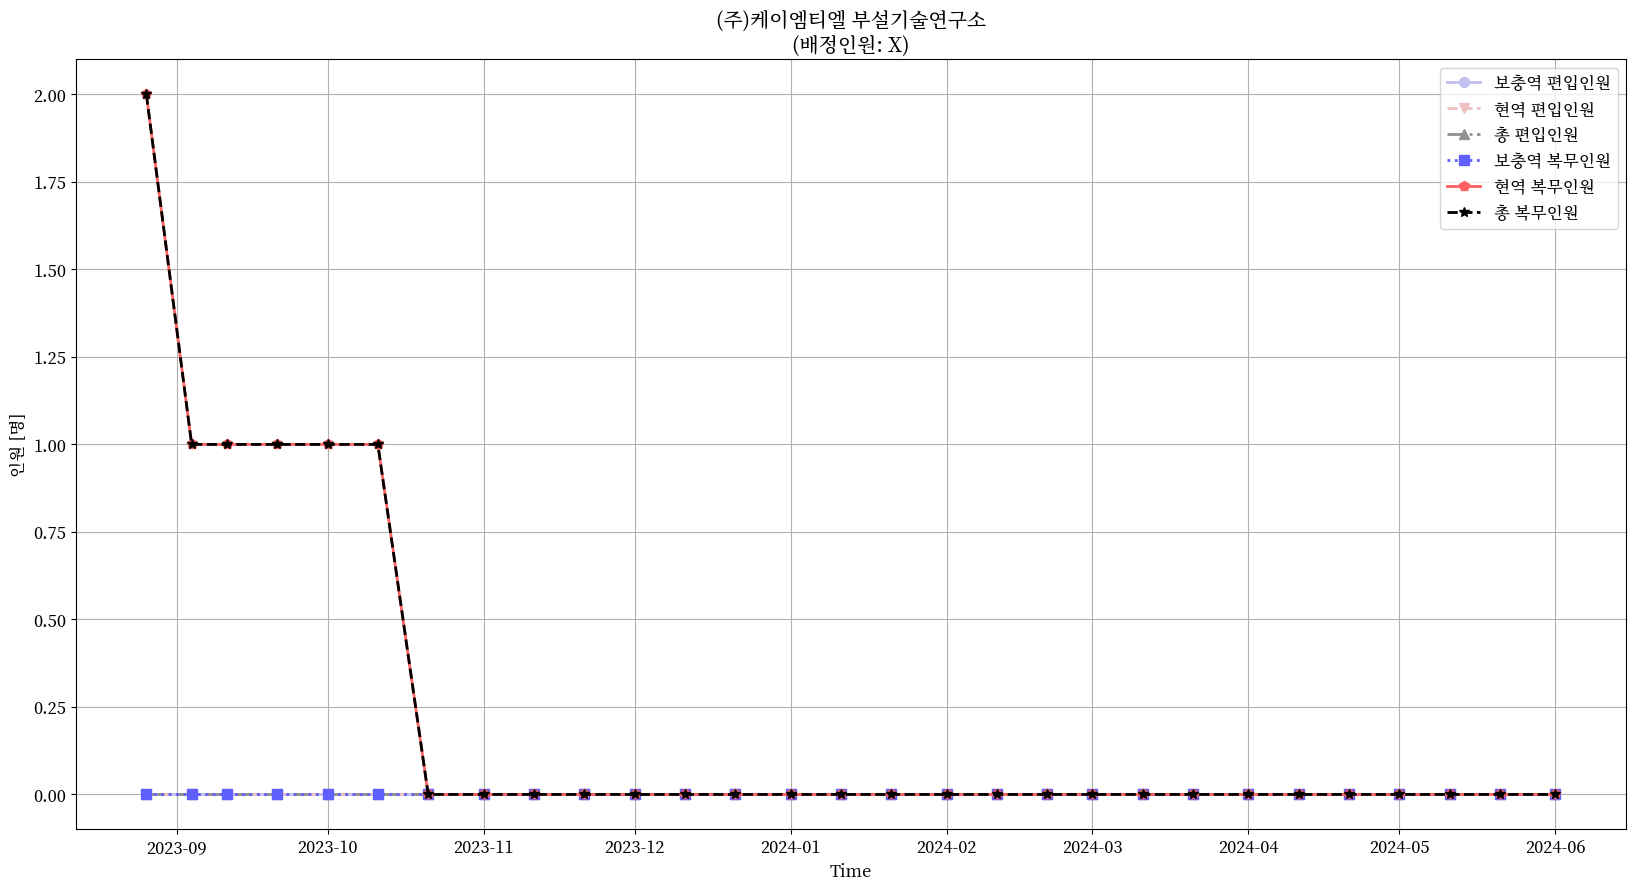 (주)케이엠티엘 부설기술연구소
(배정인원: X)
보충역 편입인원
현역 편입인원
총 편입인원
보충역 복무인원
현역 복무인원
총 복무인원
인원 [명]
2.00
1.75
1.50
1.25
1.00
0.75
0.50
0.25
0.00
2023-09
2023-10
2023-11
2023-12
2024-01
2024-02
2024-03
2024-04
2024-05
2024-06
Time